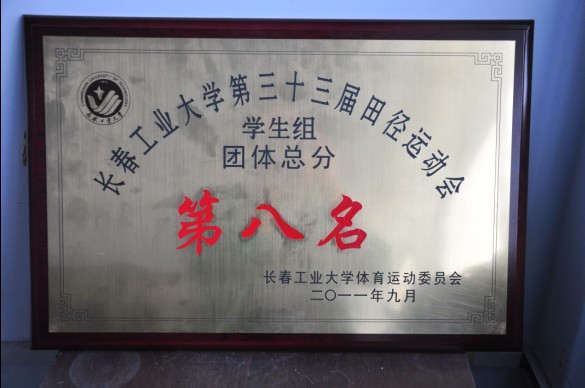 长春工业大学第三十三届田径运动会
学生组
团体总分
第八名
长春工业大学体育运动委员会
二〇一一年九月